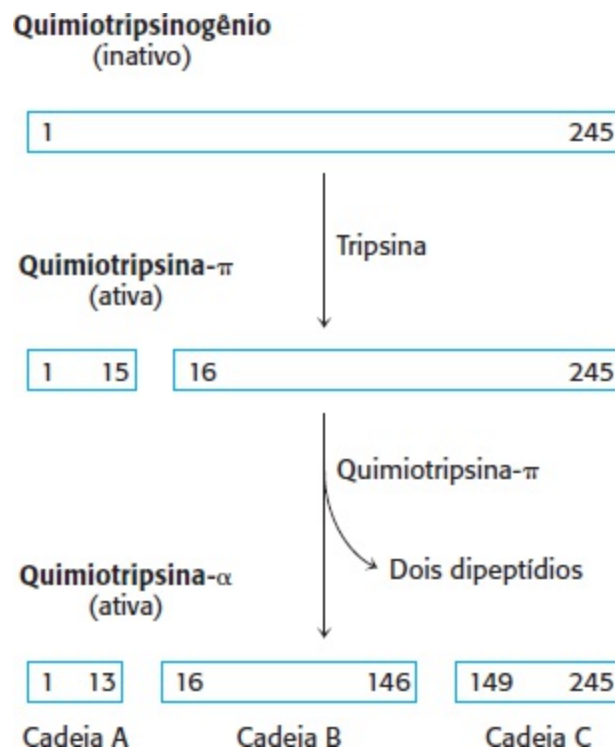 Quimiotripsinogênio
(inativo)
1 245
Tripsina
Quimiotripsina-π
(ativa)
1 15 16 245
Quimiotripsina-π
Dois dipeptídios
Quimiotripsina-α
(ativa)
1 13 16 146 149 245
Cadeia A Cadeia B Cadeia C